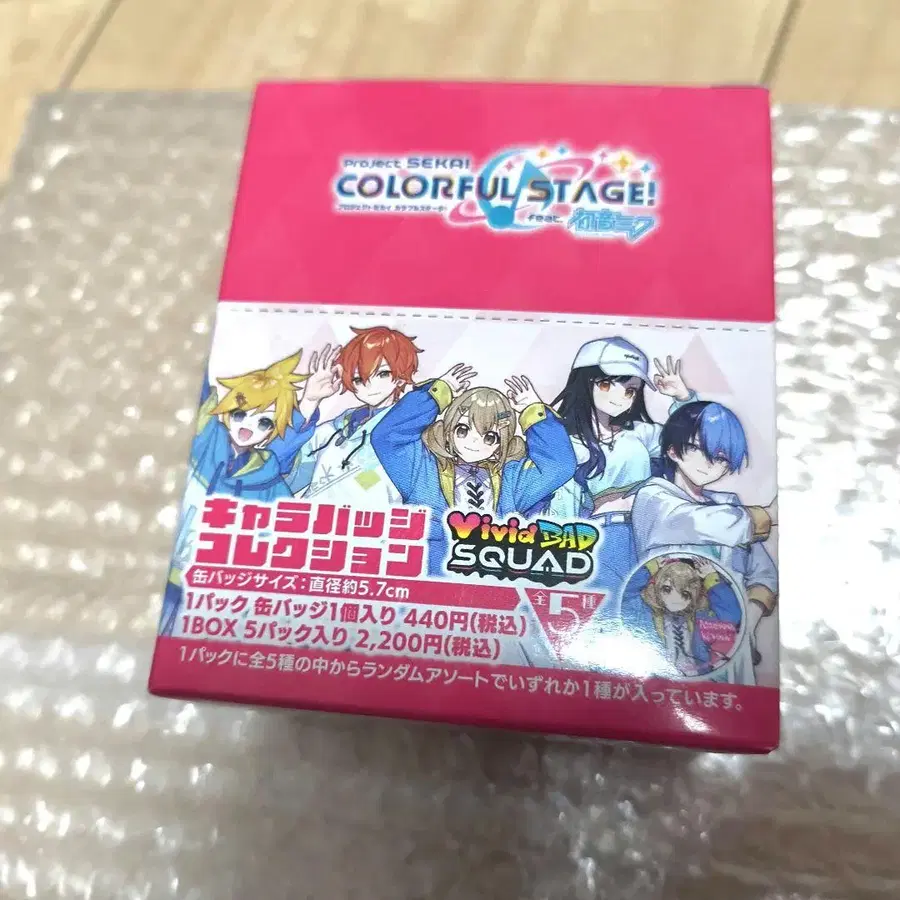 Project SEKAI
COLORFUL STAGE!
プロジェクトセカイ カラフルステージ!
feat. 初音ミク
キャラバッジ
コレクション
Vivid BAD
SQUAD
缶バッジサイズ:直径約5.7cm
全5種
1パック 缶バッジ1個入り 440円(税込)
1BOX 5パック入り 2,200円(税込)
1パックに全5種の中からランダムアソートでいずれか1種が入っています。